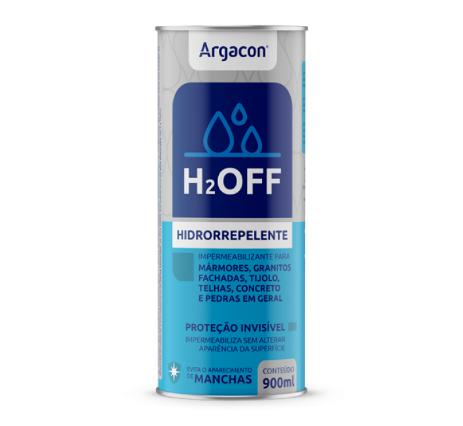 Argacon
H₂OFF
HIDRORREPELENTE
IMPERMEABILIZANTE PARA
MÁRMORES, GRANITOS
FACHADAS, TIJOLO,
TELHAS, CONCRETO
E PEDRAS EM GERAL
PROTEÇÃO INVISÍVEL
IMPERMEABILIZA SEM ALTERAR
APARÊNCIA DA SUPERFÍCIE
EVITA O APARECIMENTO
DE MANCHAS
CONTEÚDO
900ml